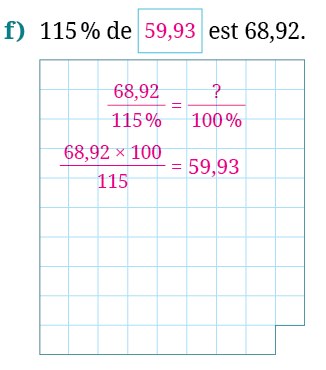 f) 115 % de 59,93 est 68,92.
68,92 / 115 % = ? / 100 %
68,92 × 100 / 115 = 59,93